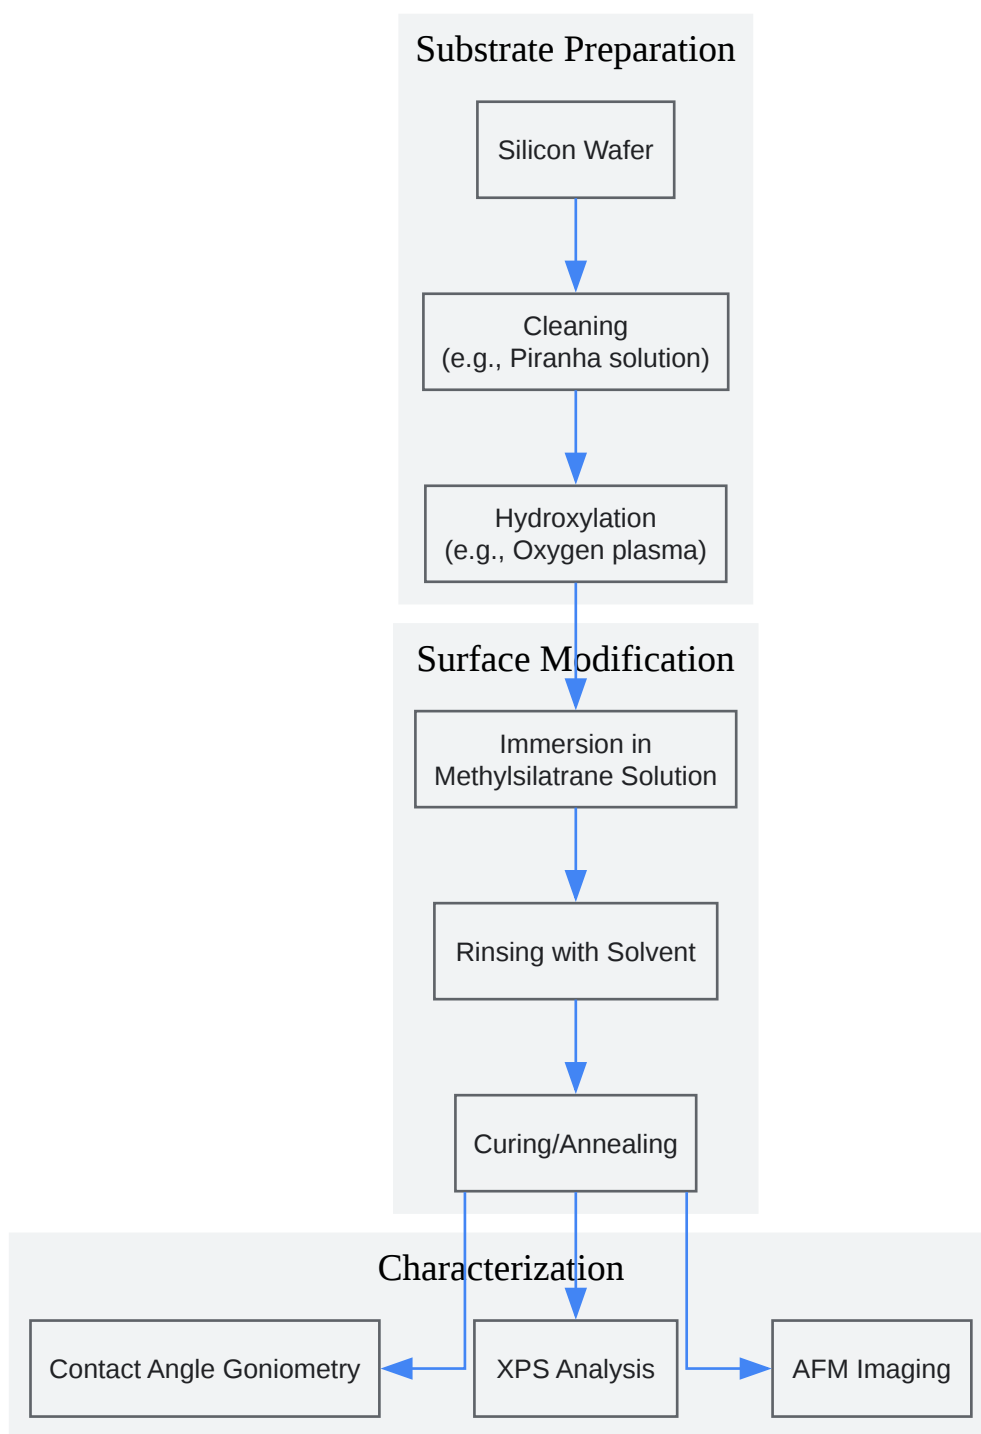 Substrate Preparation
Silicon Wafer
Cleaning
(e.g., Piranha solution)
Hydroxylation
(e.g., Oxygen plasma)
Surface Modification
Immersion in
Methylsilatrane Solution
Rinsing with Solvent
Curing/Annealing
Characterization
Contact Angle Goniometry
XPS Analysis
AFM Imaging